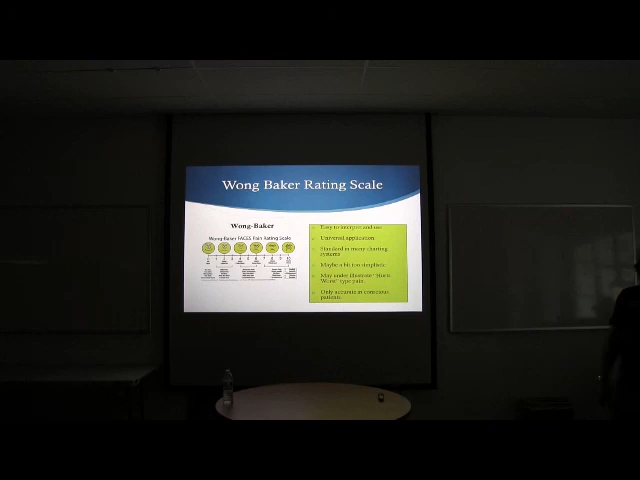 Wong Baker Rating Scale
Wong-Baker
Wong-Baker FACES Pain Rating Scale
Easy to interpret and use
Universal application
Standard in many charting
systems
Maybe a bit too simplistic
May under illustrate "Hurts
Worst" type pain.
Only accurate in conscious
patients.